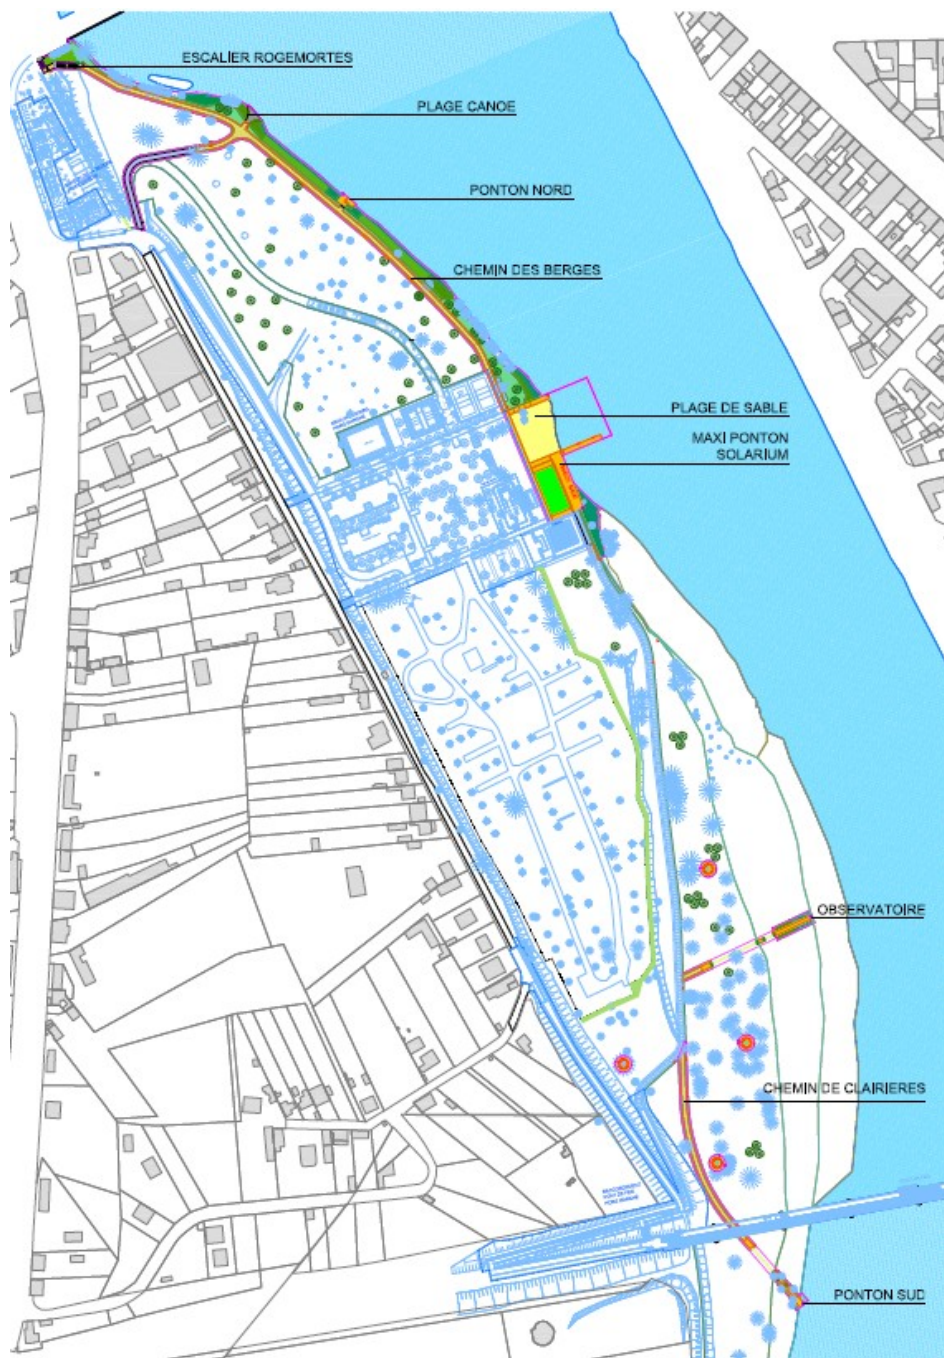 ESCALIER ROGEMORTES
PLAGE CANOE
PONTON NORD
CHEMIN DES BERGES
PLAGE DE SABLE
MAXI PONTON
SOLARIUM
OBSERVATOIRE
CHEMIN DE CLAIRIERES
PONTON SUD